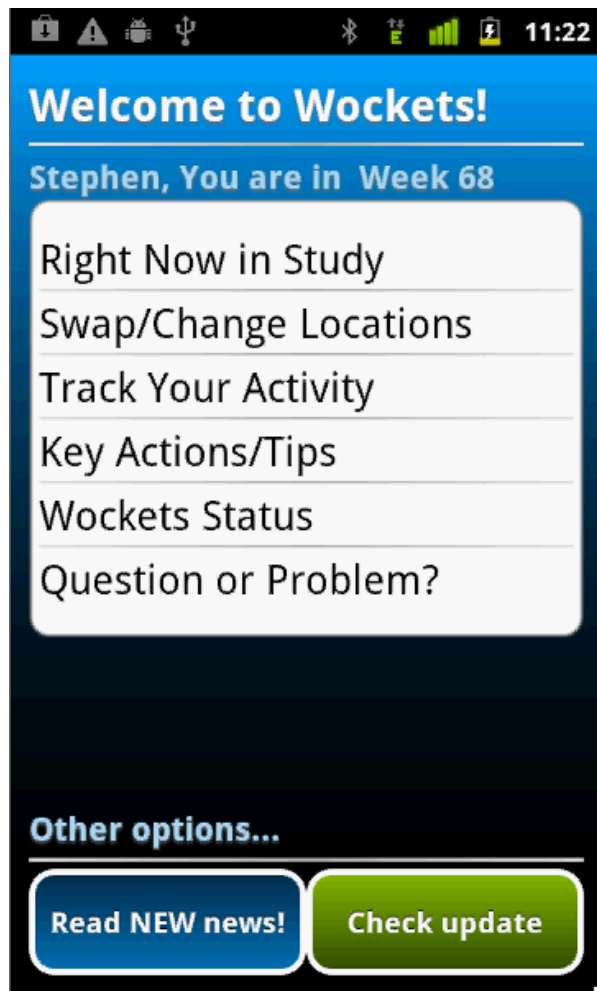 E 11:22
Welcome to Wockets!
Stephen, You are in Week 68
Right Now in Study
Swap/Change Locations
Track Your Activity
Key Actions/Tips
Wockets Status
Question or Problem?
Other options...
Read NEW news! Check update